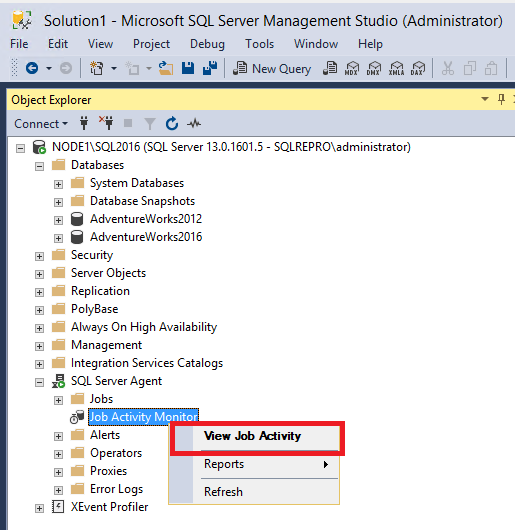 Solution1 - Microsoft SQL Server Management Studio (Administrator)
File Edit View Project Debug Tools Window Help
New Query MDX DMX XMLA DAX
Object Explorer
Connect
NODE1\SQL2016 (SQL Server 13.0.1601.5 - SQLREPRO\administrator)
Databases
System Databases
Database Snapshots
AdventureWorks2012
AdventureWorks2016
Security
Server Objects
Replication
PolyBase
Always On High Availability
Management
Integration Services Catalogs
SQL Server Agent
Jobs
Job Activity Monitor
Alerts
View Job Activity
Operators
Proxies
Reports
Error Logs
Refresh
XEvent Profiler